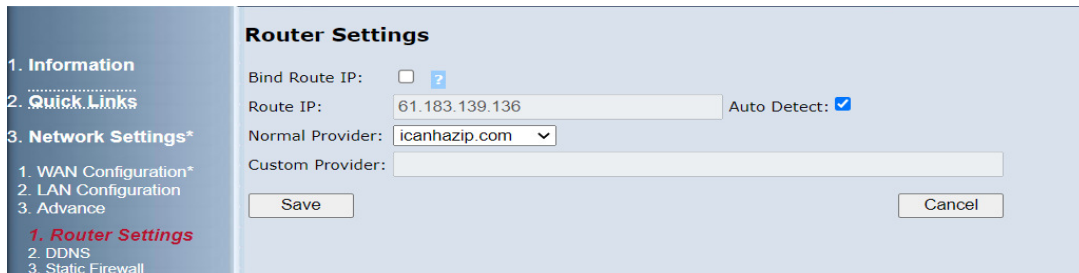 1. Information
2. Quick Links
3. Network Settings*
1. WAN Configuration*
2. LAN Configuration
3. Advance
1. Router Settings
2. DDNS
3. Static Firewall
Router Settings
Bind Route IP: ?
Route IP: 61.183.139.136 Auto Detect:
Normal Provider: icanhazip.com
Custom Provider:
Save Cancel